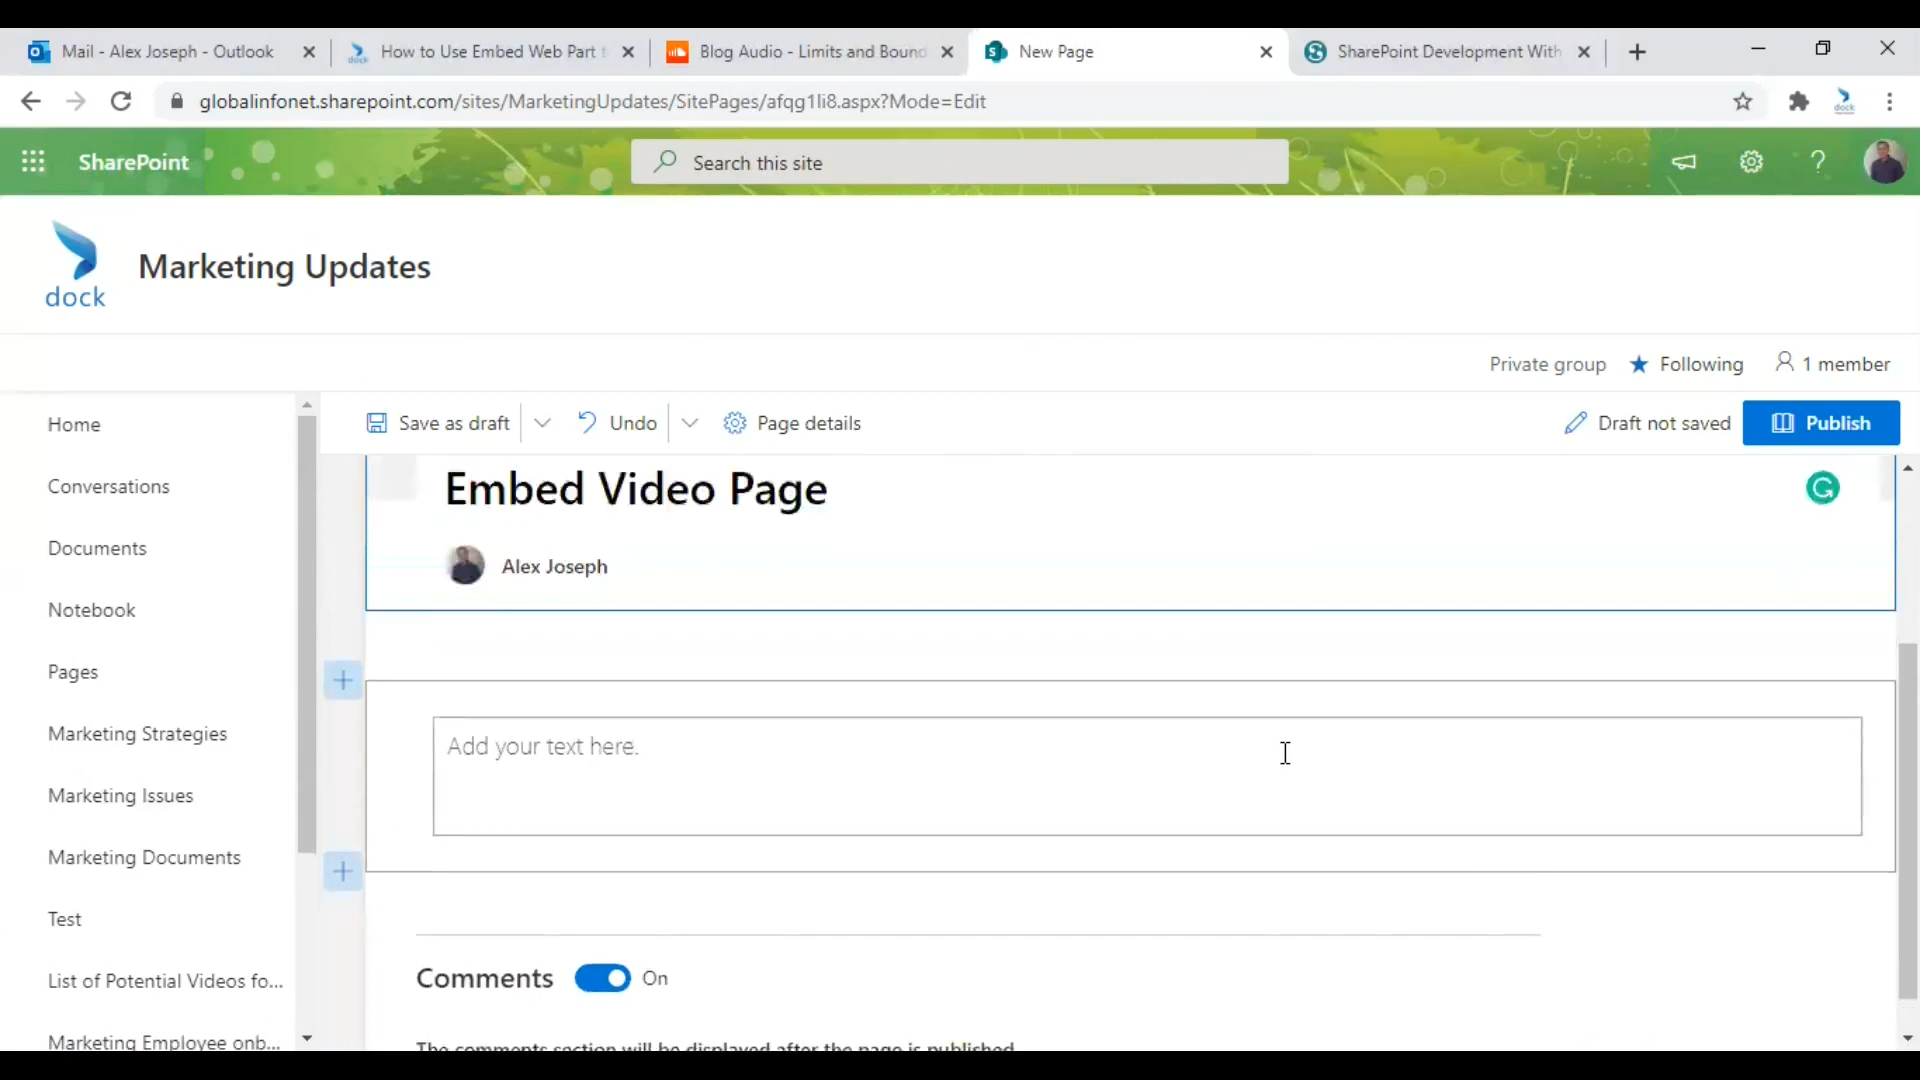 Mail - Alex Joseph - Outlook
How to Use Embed Web Part t
Blog Audio - Limits and Bound
New Page
SharePoint Development With
globalinfonet.sharepoint.com/sites/MarketingUpdates/SitePages/afqg1li8.aspx?Mode=Edit
dock
SharePoint
Search this site
dock
Marketing Updates
Private group
Following
1 member
Home
Conversations
Documents
Notebook
Pages
Marketing Strategies
Marketing Issues
Marketing Documents
Test
List of Potential Videos fo...
Marketing Employee onb...
Save as draft
Undo
Page details
Draft not saved
Publish
Embed Video Page
Alex Joseph
Add your text here.
Comments
On
The comments section will be displayed after the page is published